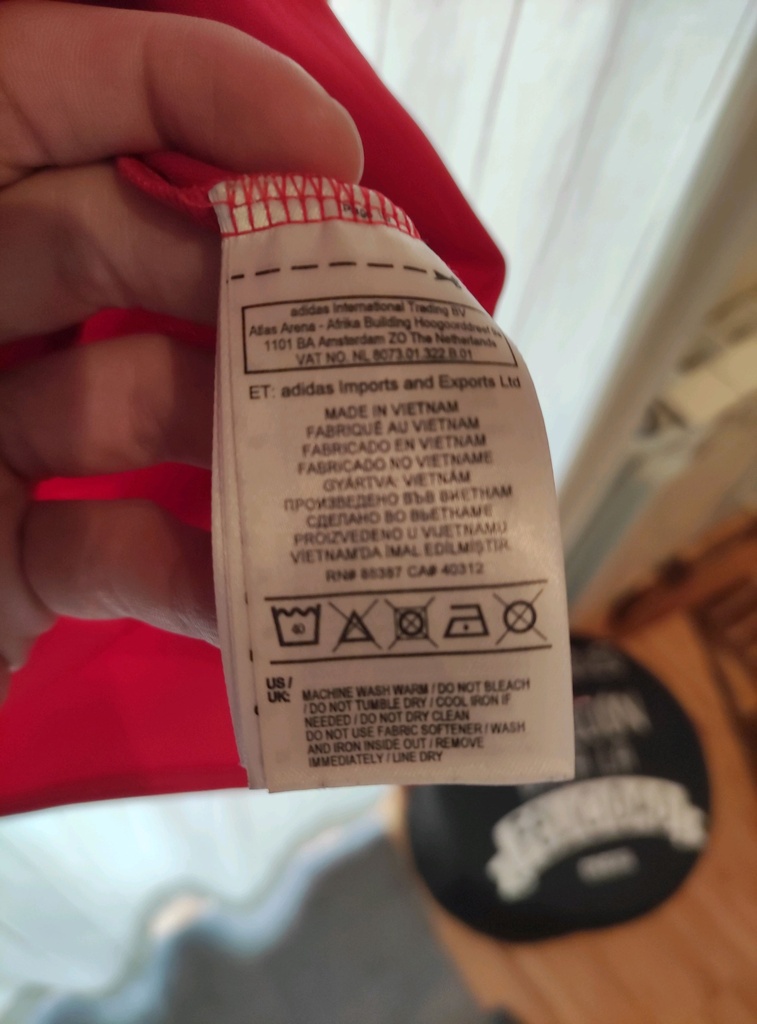 adidas International Trading BV
Atlas Arena - Afrika Building Hoogoorddreef
1101 BA Amsterdam ZO The Netherlands
VAT NO. NL 8073.01.322.B.01
ET: adidas Imports and Exports Ltd
MADE IN VIETNAM
FABRIQUÉ AU VIETNAM
FABRICADO EN VIETNAM
FABRICADO NO VIETNAME
GYÁRTVA: VIETNÁM
ПРОИЗВЕДЕНО ВЪВ ВИЕТНАМ
СДЕЛАНО ВО ВЬЕТНАМЕ
PROIZVEDENO U VIJETNAMU
VIETNAM'DA İMAL EDİLMİŞTİR.
RN# 88387 CA# 40312
40
US / UK: MACHINE WASH WARM / DO NOT BLEACH
/ DO NOT TUMBLE DRY / COOL IRON IF
NEEDED / DO NOT DRY CLEAN
DO NOT USE FABRIC SOFTENER / WASH
AND IRON INSIDE OUT / REMOVE
IMMEDIATELY / LINE DRY